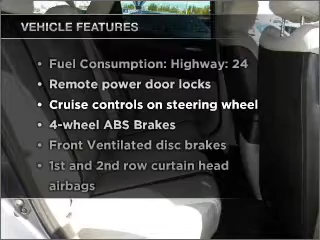 VEHICLE FEATURES
• Fuel Consumption: Highway: 24
• Remote power door locks
• Cruise controls on steering wheel
• 4-wheel ABS Brakes
• Front Ventilated disc brakes
• 1st and 2nd row curtain head
airbags